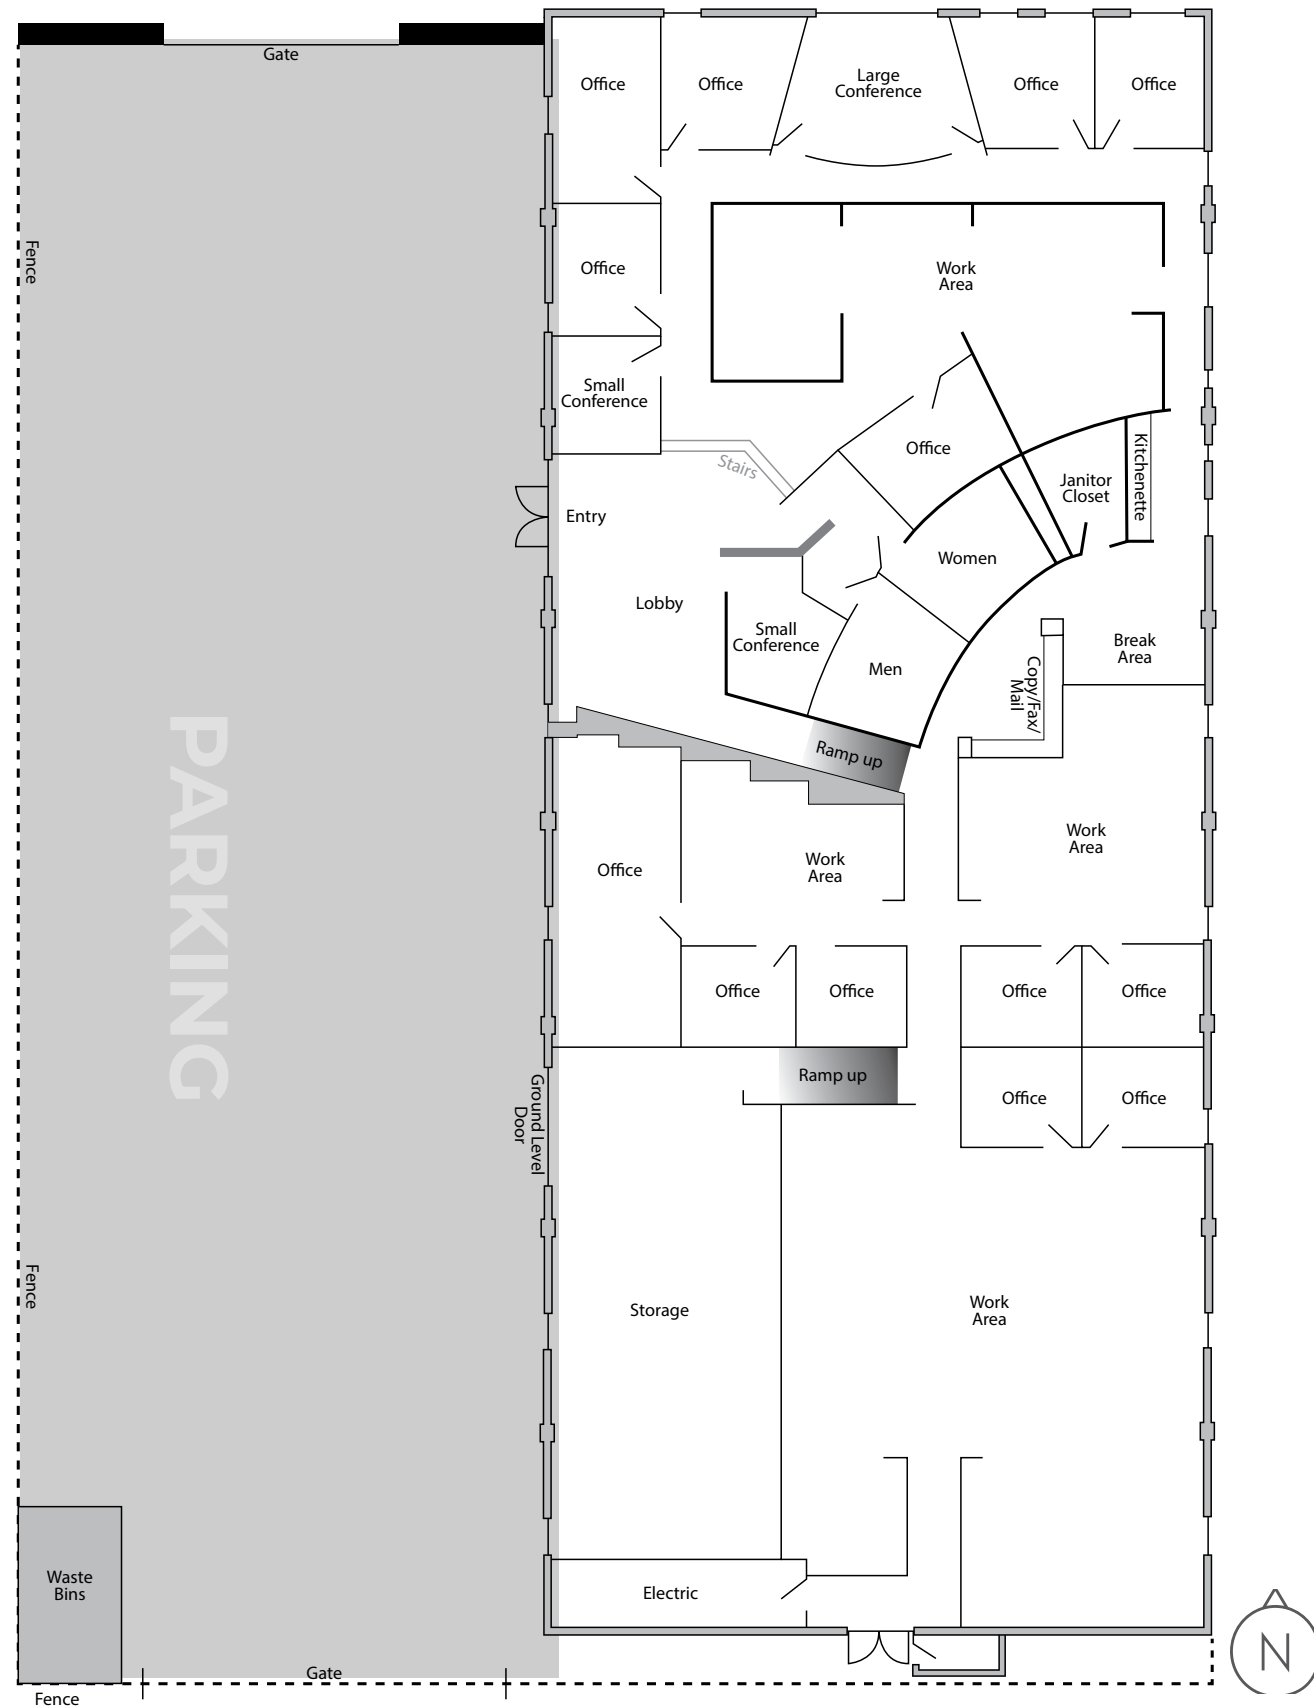 Gate
Office
Office
Large
Conference
Office
Office
Fence
Office
Work
Area
Small
Conference
Stairs
Office
Janitor
Closet
Kitchenette
Entry
Women
Lobby
Small
Conference
Men
Break
Area
Copy/Fax/
Mail
Ramp up
PARKING
Office
Work
Area
Work
Area
Office
Office
Office
Office
Ground Level
Door
Ramp up
Office
Office
Fence
Storage
Work
Area
Waste
Bins
Electric
N
Gate
Fence